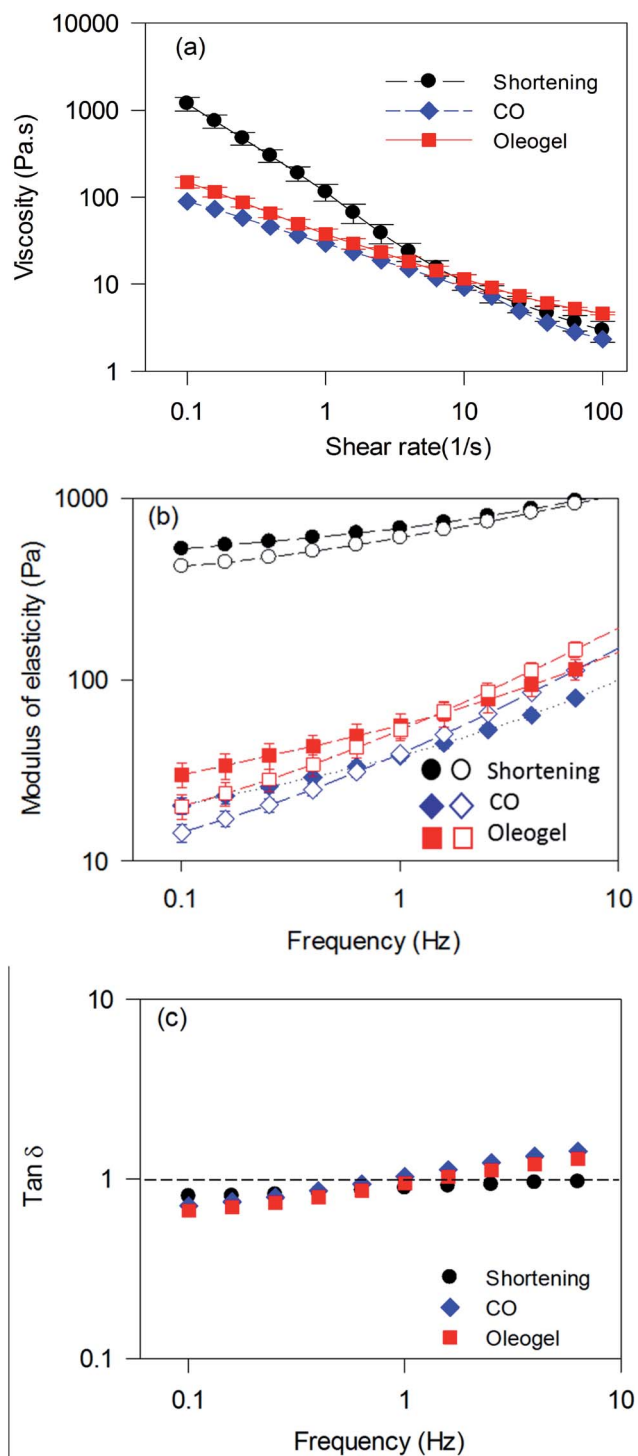 (a)
10000
1000
100
10
1
Viscosity (Pa.s)
Shortening
CO
Oleogel
0.1 1 10 100
Shear rate(1/s)
(b)
1000
100
10
Modulus of elasticity (Pa)
Shortening
CO
Oleogel
0.1 1 10
Frequency (Hz)
(c)
10
1
0.1
Tan δ
Shortening
CO
Oleogel
0.1 1 10
Frequency (Hz)